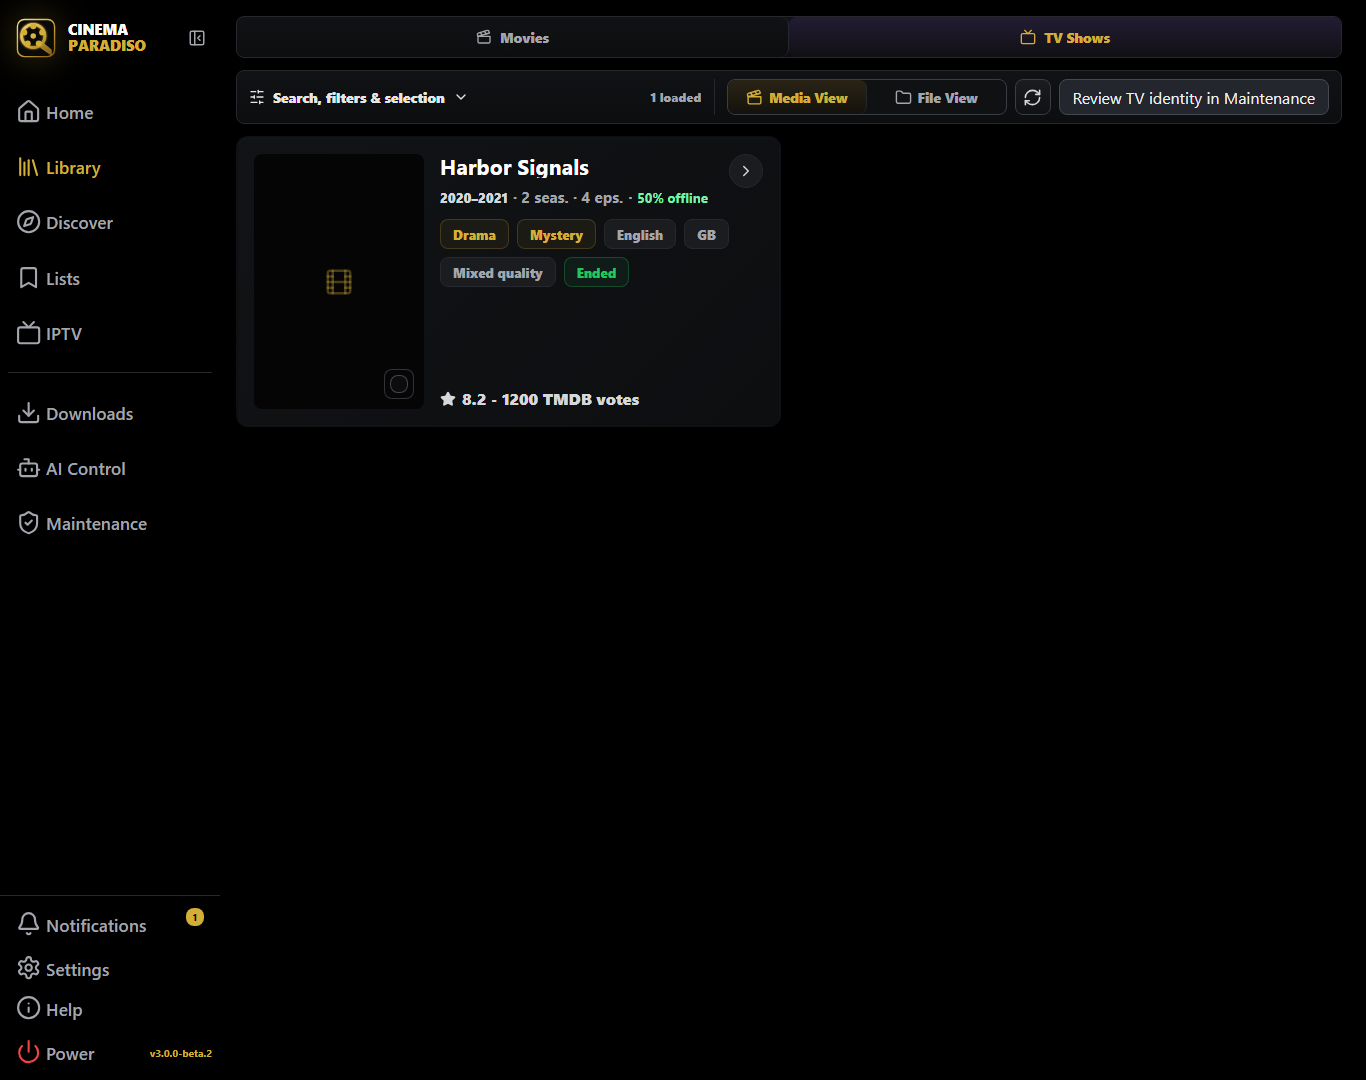 CINEMA
PARADISO
Home
Library
Discover
Lists
IPTV
Downloads
AI Control
Maintenance
Notifications
1
Settings
Help
Power
v3.0.0-beta.2
Movies
TV Shows
Search, filters & selection
1 loaded
Media View
File View
Review TV identity in Maintenance
Harbor Signals
2020–2021 · 2 seas. · 4 eps. · 50% offline
Drama
Mystery
English
GB
Mixed quality
Ended
8.2 - 1200 TMDB votes